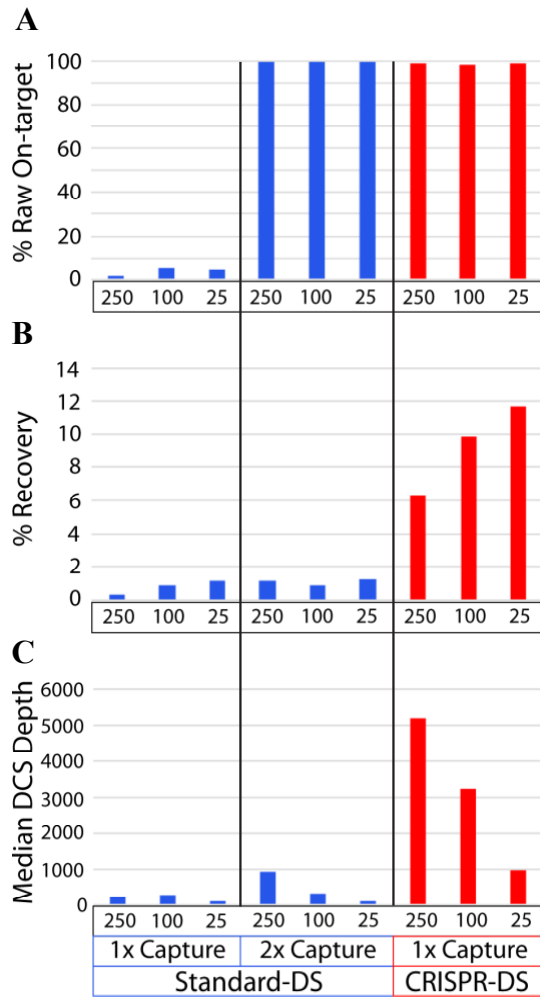 A
% Raw On-target
100
80
60
40
20
0
250 100 25 250 100 25 250 100 25
B
% Recovery
14
12
10
8
6
4
2
0
250 100 25 250 100 25 250 100 25
C
Median DCS Depth
6000
5000
4000
3000
2000
1000
0
250 100 25 250 100 25 250 100 25
1x Capture 2x Capture 1x Capture
Standard-DS CRISPR-DS